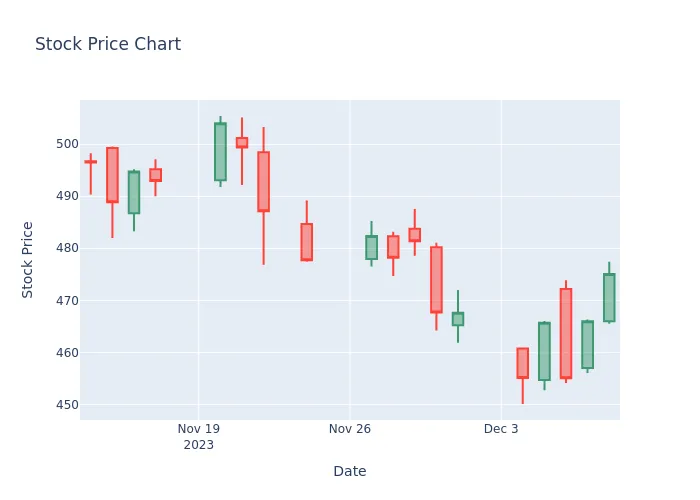 Stock Price Chart
Stock Price
500
490
480
470
460
450
Nov 19
2023
Nov 26
Dec 3
Date